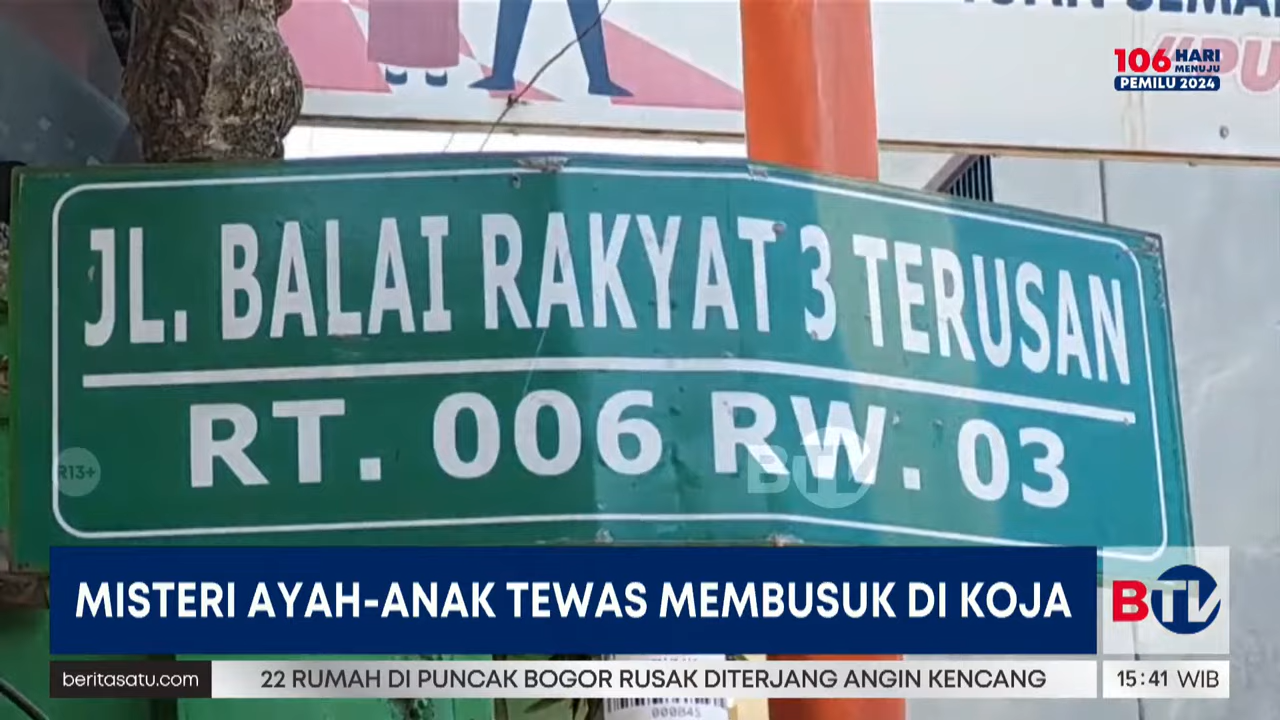 106 HARI
MENUJU
PEMILU 2024
JL. BALAI RAKYAT 3 TERUSAN
RT. 006 RW. 03
R13+
BTV
MISTERI AYAH-ANAK TEWAS MEMBUSUK DI KOJA
BTV
beritasatu.com
22 RUMAH DI PUNCAK BOGOR RUSAK DITERJANG ANGIN KENCANG
15:41 WIB
000845